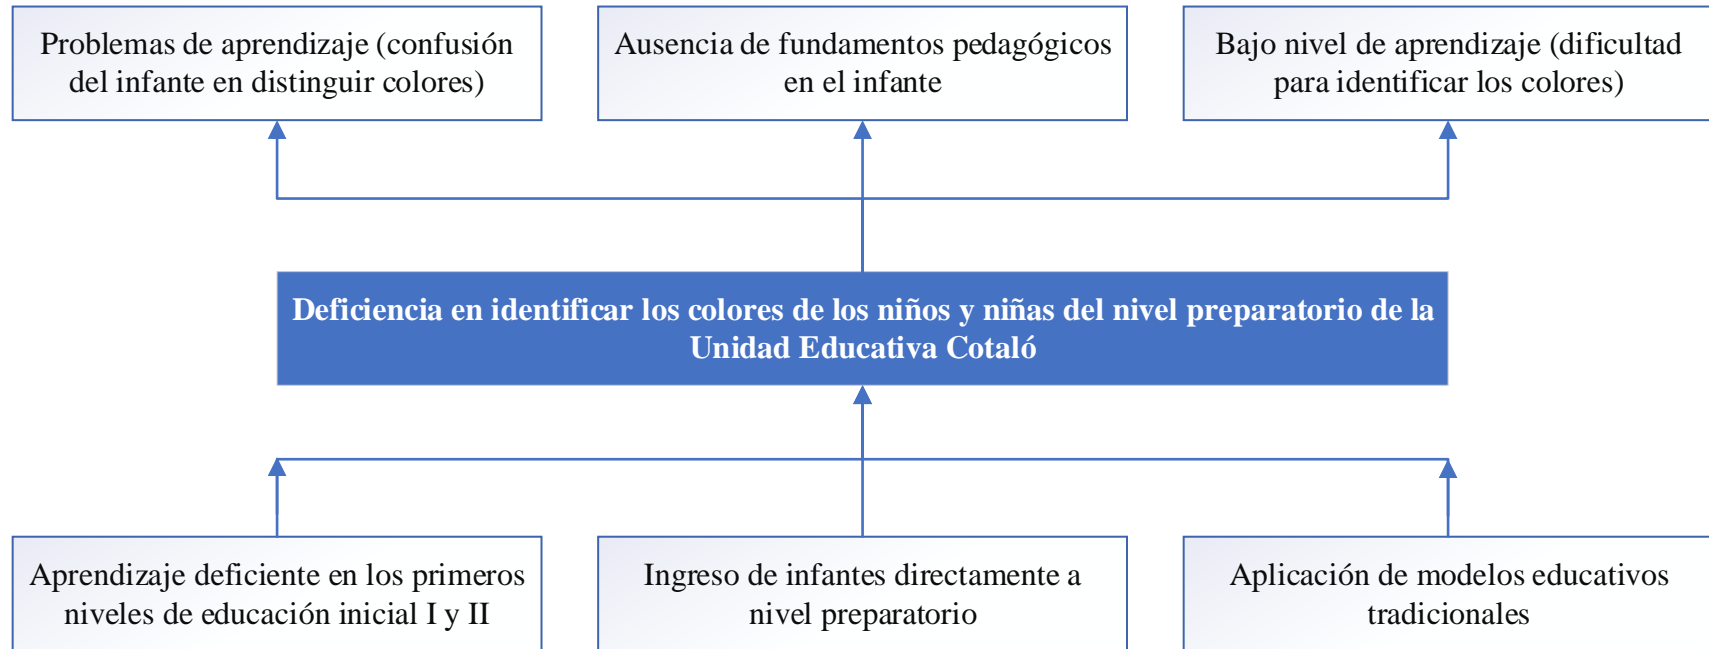 Problemas de aprendizaje (confusión
del infante en distinguir colores)
Ausencia de fundamentos pedagógicos
en el infante
Bajo nivel de aprendizaje (dificultad
para identificar los colores)
Deficiencia en identificar los colores de los niños y niñas del nivel preparatorio de la
Unidad Educativa Cotaló
Aprendizaje deficiente en los primeros
niveles de educación inicial I y II
Ingreso de infantes directamente a
nivel preparatorio
Aplicación de modelos educativos
tradicionales